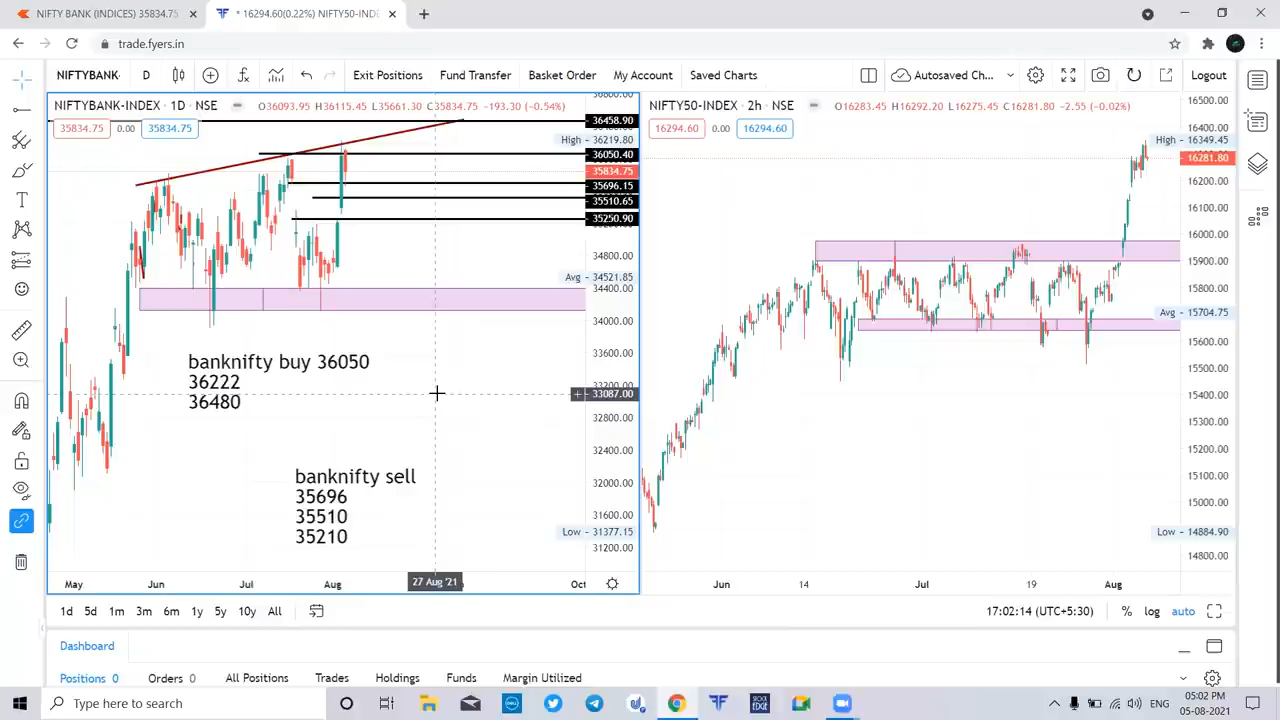 NIFTY BANK (INDICES) 35834.75
* 16294.60(0.22%) NIFTY50-INDE
trade.fyers.in
NIFTYBANK-
D
Exit Positions
Fund Transfer
Basket Order
My Account
Saved Charts
Autosaved Ch...
Logout
NIFTYBANK-INDEX · 1D · NSE
O36093.95 H36115.45 L35661.30 C35834.75 -193.30 (-0.54%)
35834.75 0.00 35834.75
36800.00
36458.90
High 36219.80
36050.40
35834.75
35696.15
35510.65
35250.90
34800.00
Avg 34521.85
34400.00
34000.00
33600.00
33200.00
33087.00
32800.00
32400.00
32000.00
31600.00
Low 31377.15
31200.00
banknifty buy 36050
36222
36480
banknifty sell
35696
35510
35210
May
Jun
Jul
Aug
27 Aug '21
Oct
NIFTY50-INDEX · 2h · NSE
O16283.45 H16292.20 L16275.45 C16281.80 -2.55 (-0.02%)
16294.60 0.00 16294.60
16500.00
16400.00
High 16349.45
16281.80
16200.00
16100.00
16000.00
15900.00
15800.00
Avg 15704.75
15600.00
15500.00
15400.00
15300.00
15200.00
15100.00
15000.00
Low 14884.90
14800.00
Jun
14
Jul
19
Aug
1d 5d 1m 3m 6m 1y 5y 10y All
17:02:14 (UTC+5:30)
% log auto
Dashboard
Positions 0
Orders 0
All Positions
Trades
Holdings
Funds
Margin Utilized
Type here to search
DELL
STOCK
EDGE
ENG
05:02 PM
05-08-2021